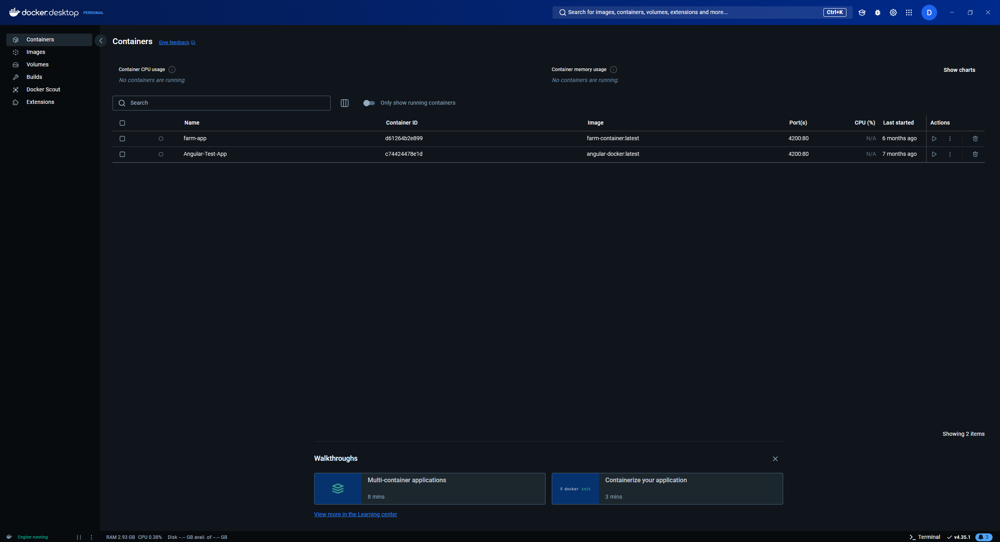 docker desktop PERSONAL
Search for images, containers, volumes, extensions and more... Ctrl+K
D
Containers
Images
Volumes
Builds
Docker Scout
Extensions
Containers Give feedback
Container CPU usage
No containers are running.
Container memory usage
No containers are running.
Show charts
Search
Only show running containers
Name Container ID Image Port(s) CPU (%) Last started Actions
farm-app d61264b2e899 farm-container:latest 4200:80 N/A 6 months ago
Angular-Test-App c74424478e1d angular-docker:latest 4200:80 N/A 7 months ago
Showing 2 items
Walkthroughs
Multi-container applications
8 mins
$ docker init
Containerize your application
3 mins
View more in the Learning center
Engine running RAM 2.93 GB CPU 0.38% Disk --.-- GB avail. of --.-- GB Terminal v4.35.1 3